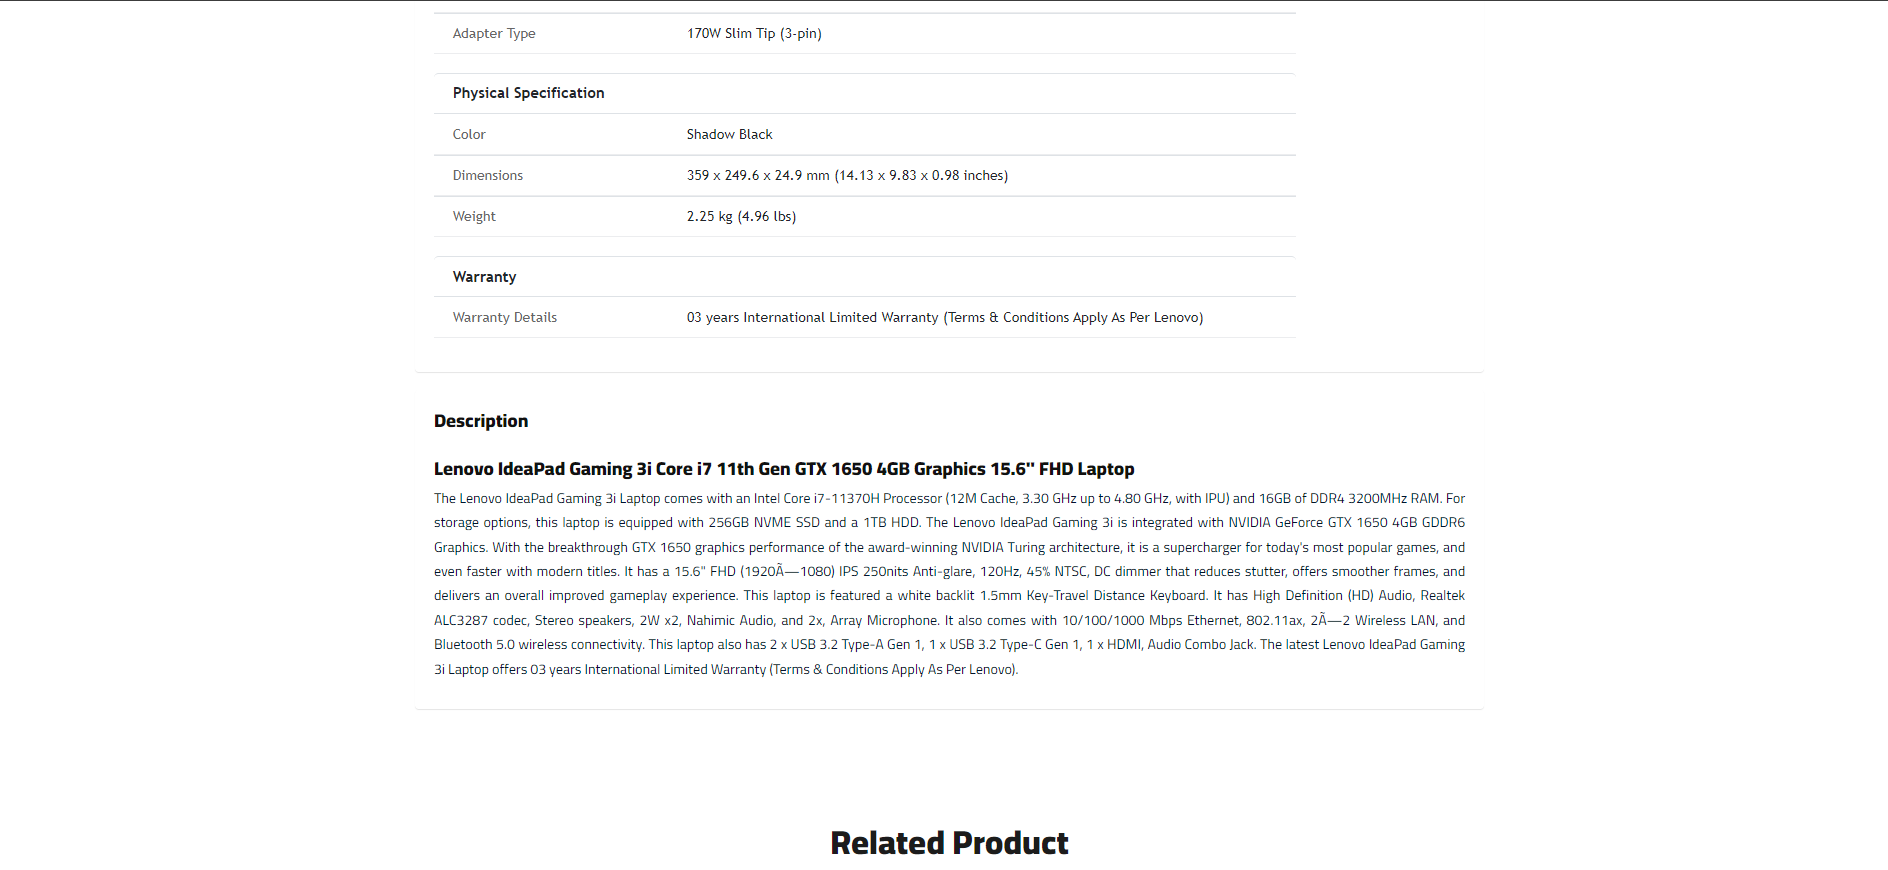 Adapter Type 170W Slim Tip (3-pin)
Physical Specification
Color Shadow Black
Dimensions 359 x 249.6 x 24.9 mm (14.13 x 9.83 x 0.98 inches)
Weight 2.25 kg (4.96 lbs)
Warranty
Warranty Details 03 years International Limited Warranty (Terms & Conditions Apply As Per Lenovo)
Description
Lenovo IdeaPad Gaming 3i Core i7 11th Gen GTX 1650 4GB Graphics 15.6'' FHD Laptop
The Lenovo IdeaPad Gaming 3i Laptop comes with an Intel Core i7-11370H Processor (12M Cache, 3.30 GHz up to 4.80 GHz, with IPU) and 16GB of DDR4 3200MHz RAM. For
storage options, this laptop is equipped with 256GB NVME SSD and a 1TB HDD. The Lenovo IdeaPad Gaming 3i is integrated with NVIDIA GeForce GTX 1650 4GB GDDR6
Graphics. With the breakthrough GTX 1650 graphics performance of the award-winning NVIDIA Turing architecture, it is a supercharger for today's most popular games, and
even faster with modern titles. It has a 15.6" FHD (1920Ã—1080) IPS 250nits Anti-glare, 120Hz, 45% NTSC, DC dimmer that reduces stutter, offers smoother frames, and
delivers an overall improved gameplay experience. This laptop is featured a white backlit 1.5mm Key-Travel Distance Keyboard. It has High Definition (HD) Audio, Realtek
ALC3287 codec, Stereo speakers, 2W x2, Nahimic Audio, and 2x, Array Microphone. It also comes with 10/100/1000 Mbps Ethernet, 802.11ax, 2Ã—2 Wireless LAN, and
Bluetooth 5.0 wireless connectivity. This laptop also has 2 x USB 3.2 Type-A Gen 1, 1 x USB 3.2 Type-C Gen 1, 1 x HDMI, Audio Combo Jack. The latest Lenovo IdeaPad Gaming
3i Laptop offers 03 years International Limited Warranty (Terms & Conditions Apply As Per Lenovo).
Related Product